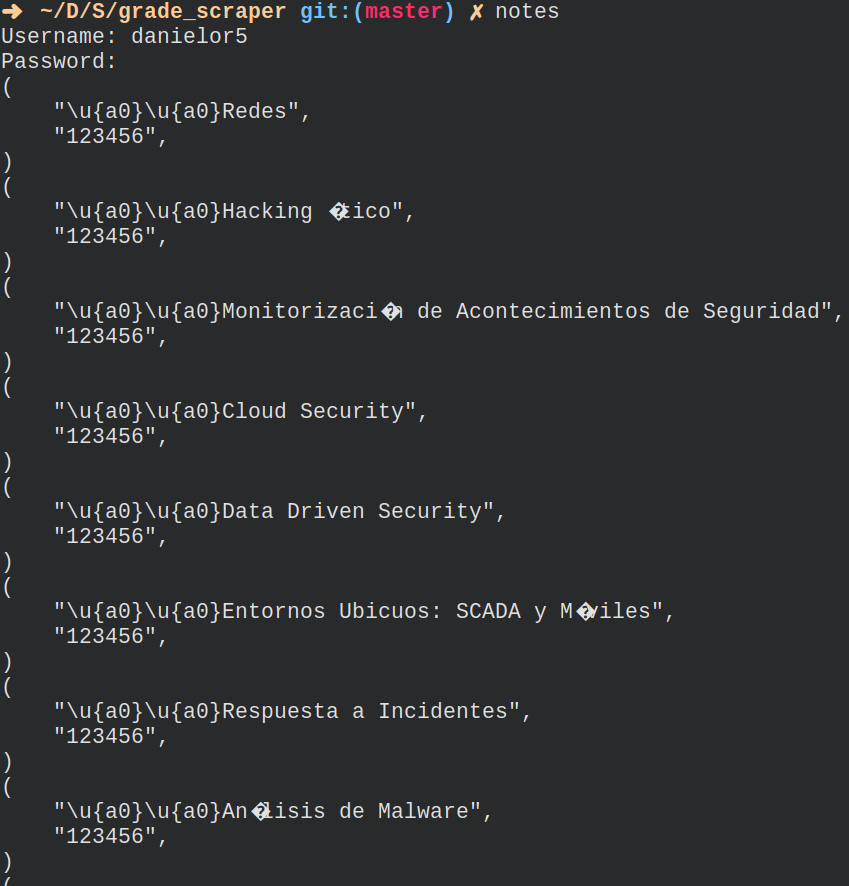 ➜ ~/D/S/grade_scraper git:(master) ✗ notes
Username: danielor5
Password:
(
    "\u{a0}\u{a0}Redes",
    "123456",
)
(
    "\u{a0}\u{a0}Hacking �tico",
    "123456",
)
(
    "\u{a0}\u{a0}Monitorizaci�n de Acontecimientos de Seguridad",
    "123456",
)
(
    "\u{a0}\u{a0}Cloud Security",
    "123456",
)
(
    "\u{a0}\u{a0}Data Driven Security",
    "123456",
)
(
    "\u{a0}\u{a0}Entornos Ubicuos: SCADA y M�viles",
    "123456",
)
(
    "\u{a0}\u{a0}Respuesta a Incidentes",
    "123456",
)
(
    "\u{a0}\u{a0}An�lisis de Malware",
    "123456",
)
(